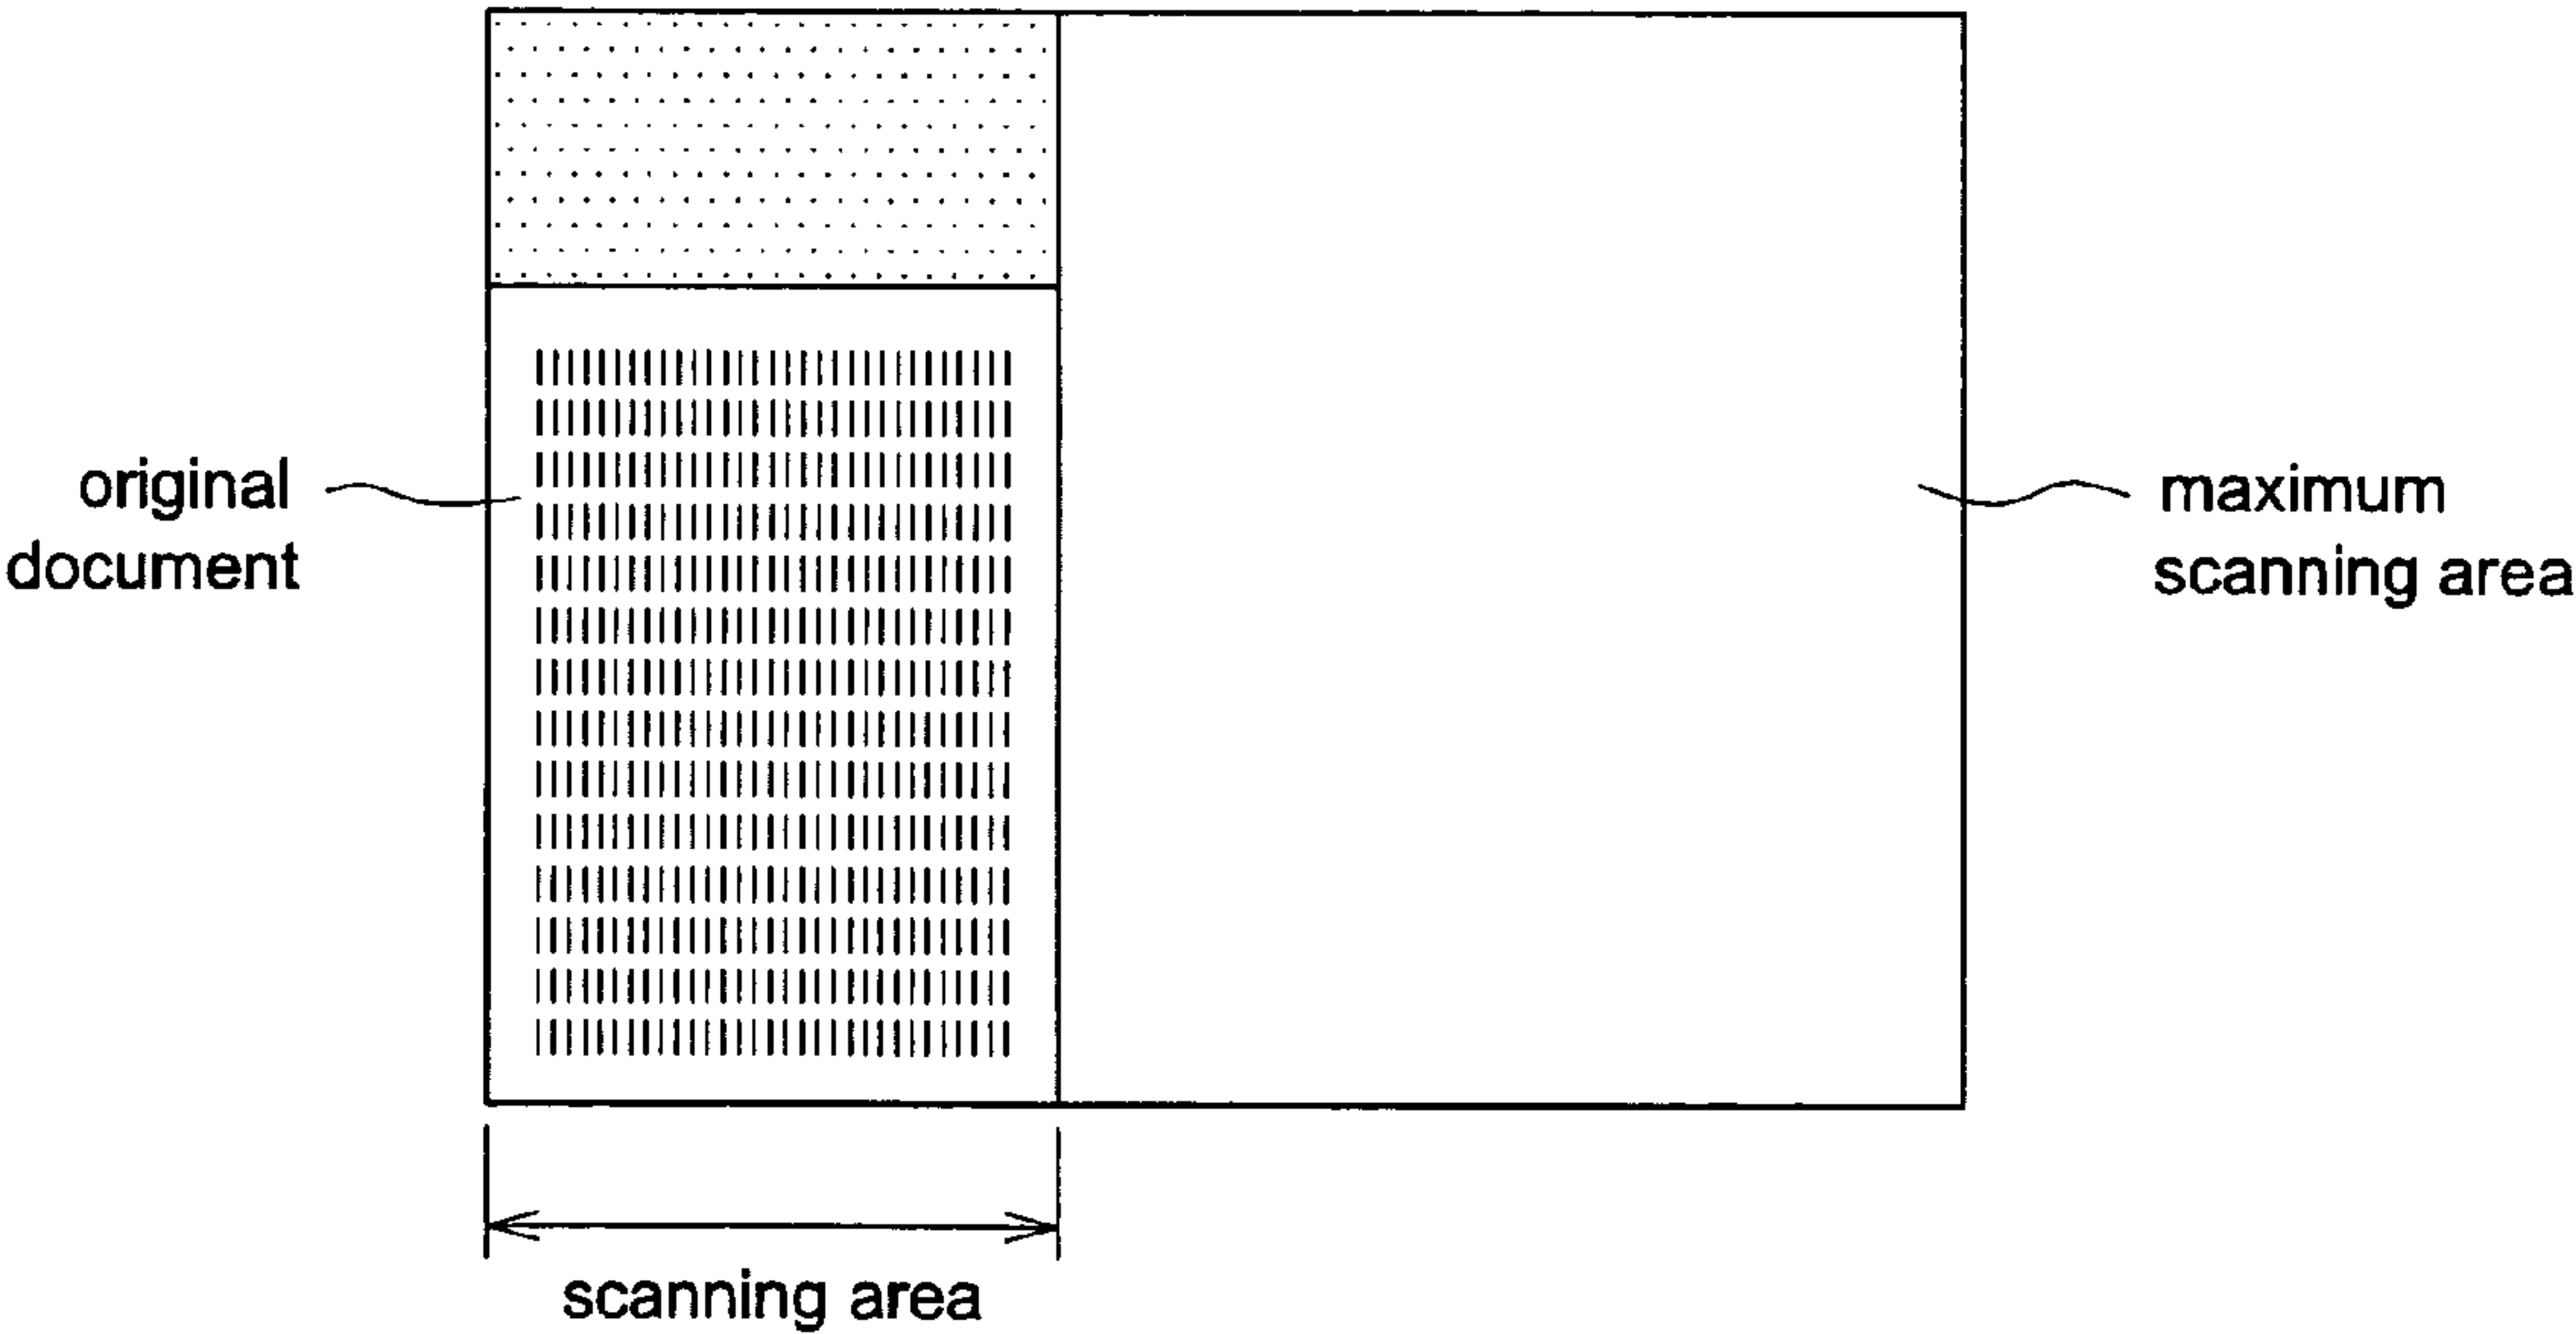 original
document
maximum
scanning area
scanning area